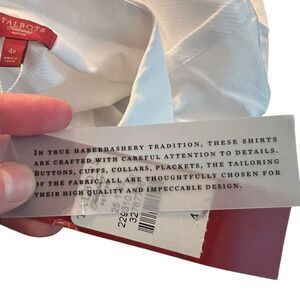 TALBOTS
PETITES
4P
IN TRUE HABERDASHERY TRADITION, THESE SHIRTS
ARE CRAFTED WITH CAREFUL ATTENTION TO DETAILS.
BUTTONS, CUFFS, COLLARS, PLACKETS, THE TAILORING
OF THE FABRIC, ALL ARE THOUGHTFULLY CHOSEN FOR
THEIR HIGH QUALITY AND IMPECCABLE DESIGN.